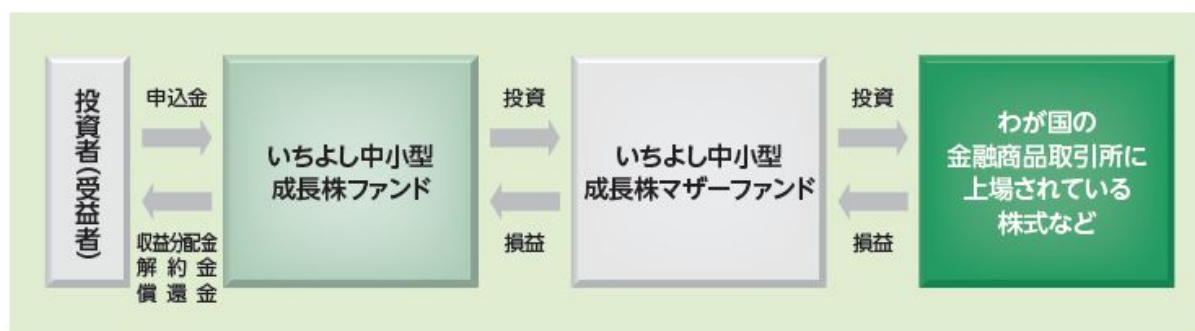 投資者(受益者)
申込金
収益分配金
解約金
償還金
いちよし中小型
成長株ファンド
投資
損益
いちよし中小型
成長株マザーファンド
投資
損益
わが国の
金融商品取引所に
上場されている
株式など